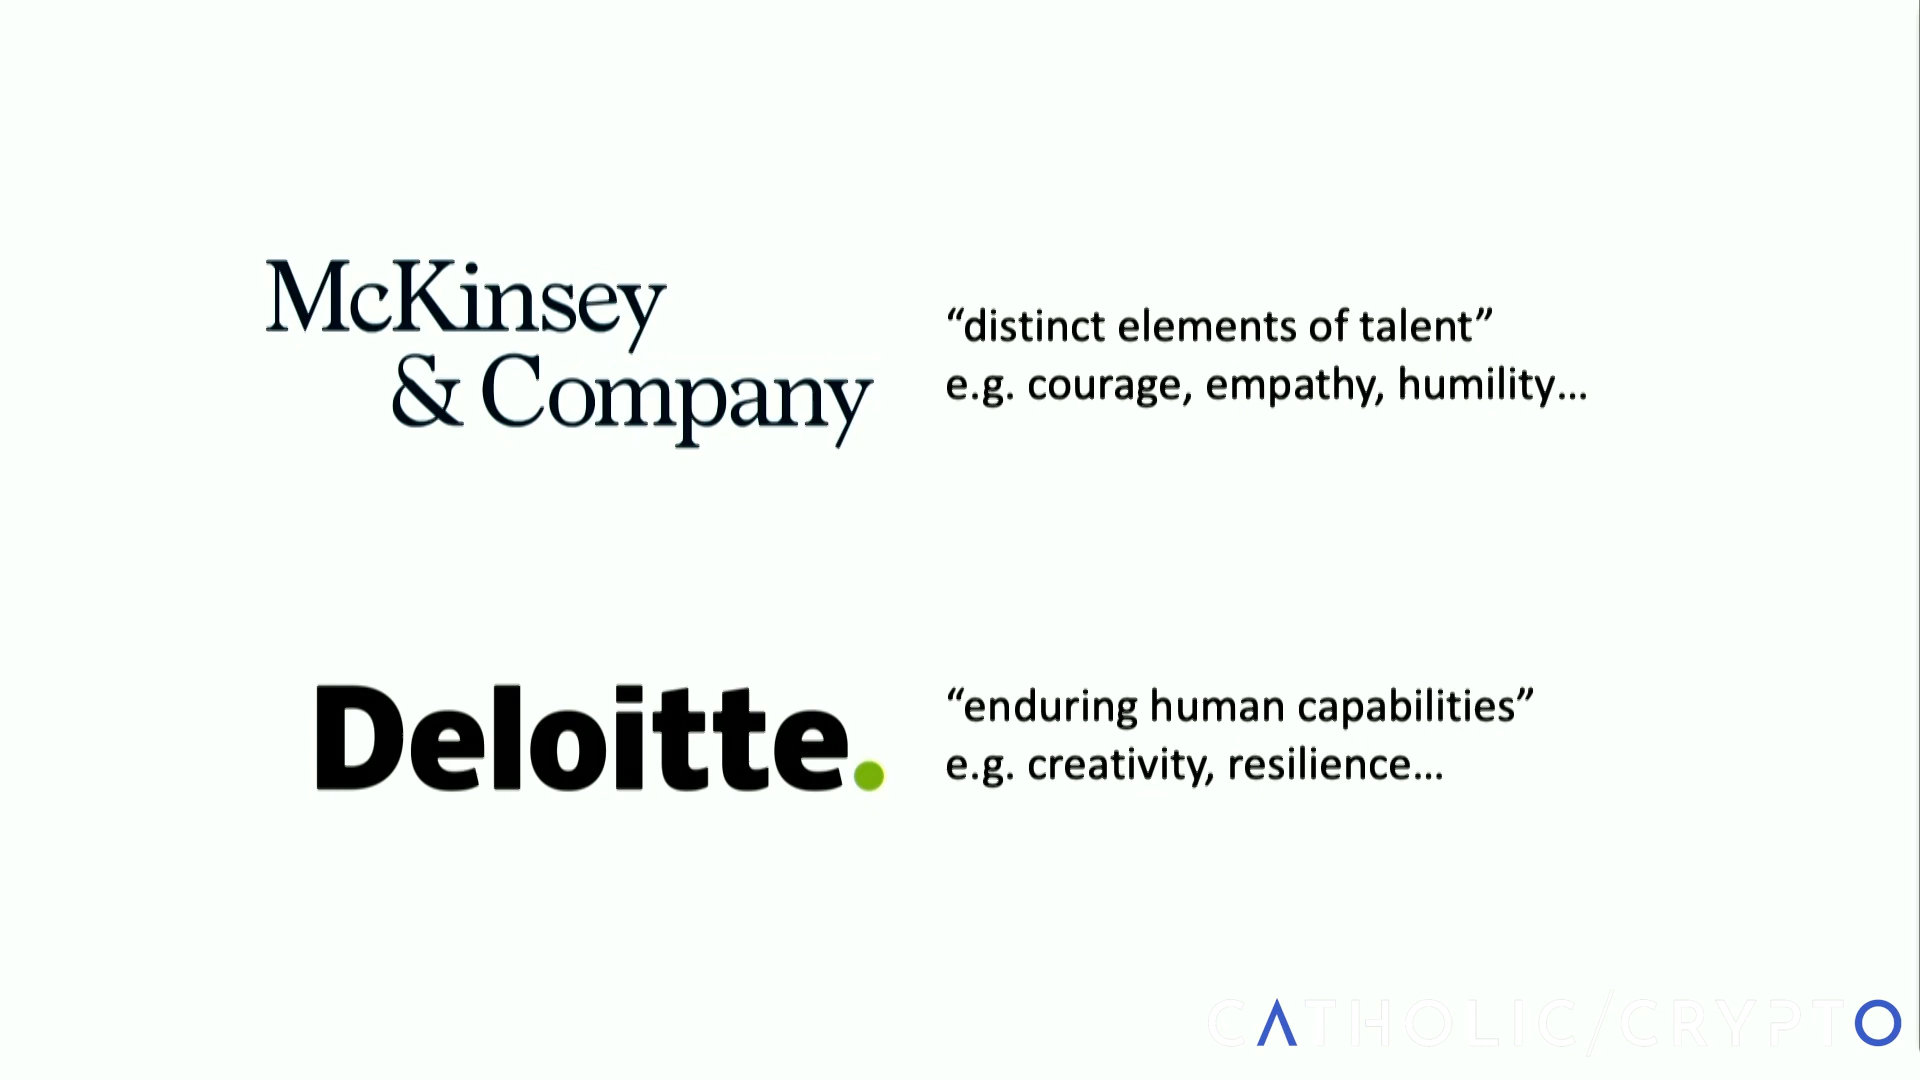 McKinsey
& Company
“distinct elements of talent”
e.g. courage, empathy, humility...
Deloitte.
“enduring human capabilities”
e.g. creativity, resilience...
CATHOLIC/CRYPTO